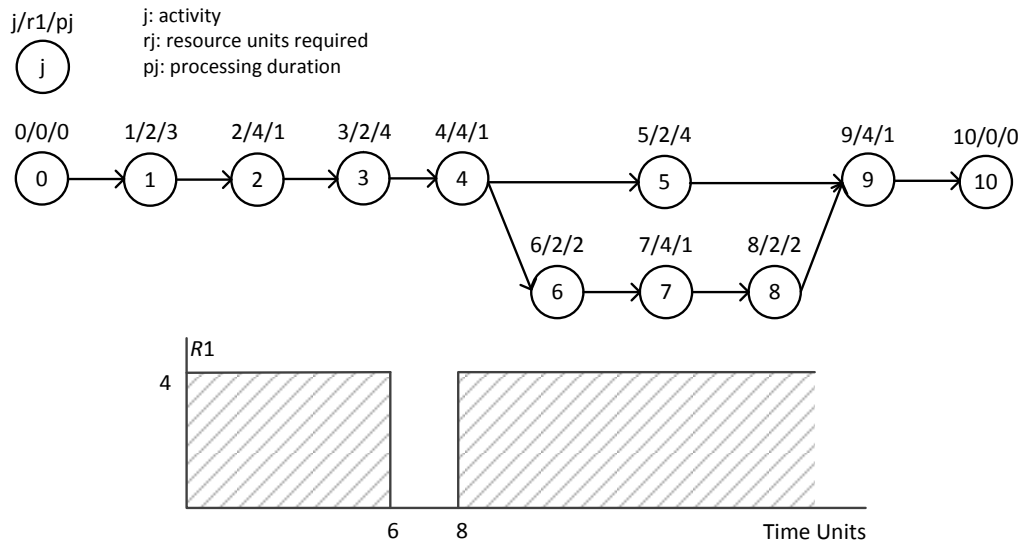 j/r1/pj
j: activity
rj: resource units required
pj: processing duration
j
0/0/0 1/2/3 2/4/1 3/2/4 4/4/1 5/2/4 9/4/1 10/0/0
0 1 2 3 4 5 9 10
6/2/2 7/4/1 8/2/2
6 7 8
R1
4
6 8 Time Units